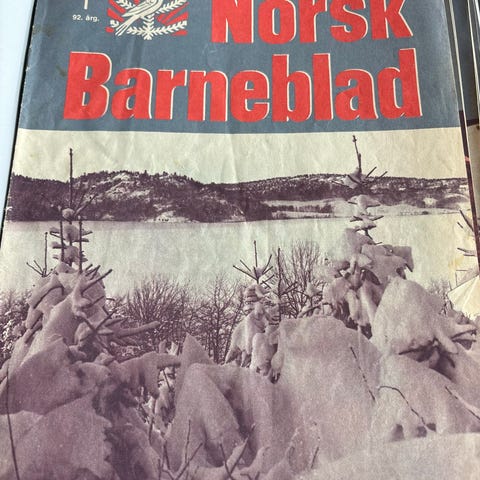 92. årg.
Norsk
Barneblad